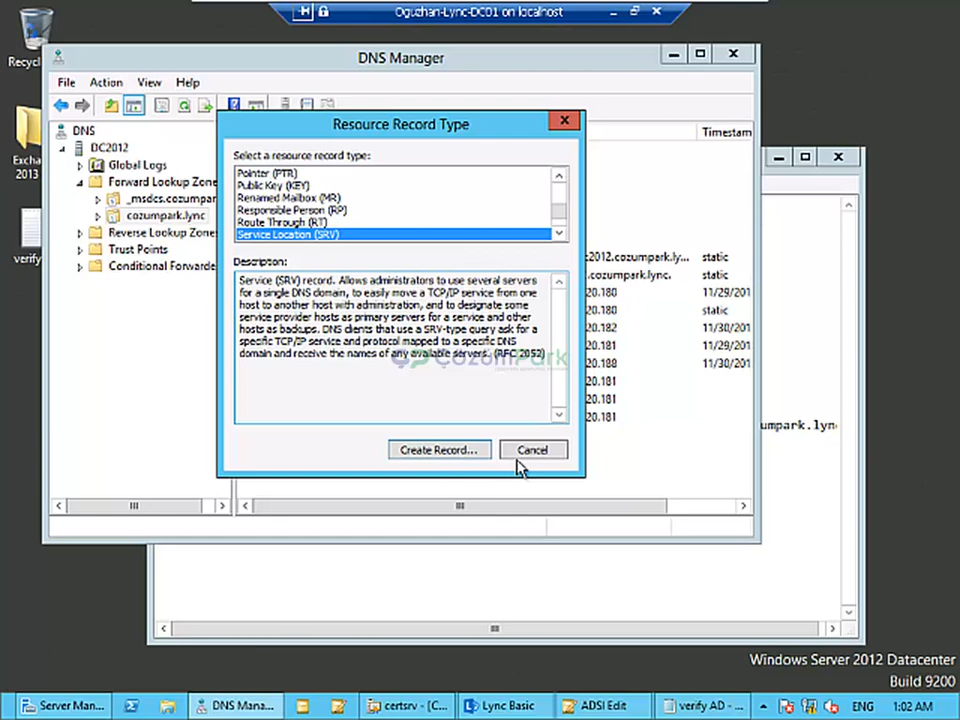 Oguzhan-Lync-DC01 on localhost
Recycl
DNS Manager
File Action View Help
DNS
DC2012
Global Logs
Forward Lookup Zone
_msdcs.cozumpar
cozumpark.lync
Reverse Lookup Zone
Trust Points
Conditional Forwarde
Excha
2013
verify
Resource Record Type
Select a resource record type:
Pointer (PTR)
Public Key (KEY)
Renamed Mailbox (MR)
Responsible Person (RP)
Route Through (RT)
Service Location (SRV)
Description:
Service (SRV) record. Allows administrators to use several servers
for a single DNS domain, to easily move a TCP/IP service from one
host to another host with administration, and to designate some
service provider hosts as primary servers for a service and other
hosts as backups. DNS clients that use a SRV-type query ask for a
specific TCP/IP service and protocol mapped to a specific DNS
domain and receive the names of any available servers. (RFC 2052)
ÇözümPark
Create Record...
Cancel
Timestam
2012.cozumpark.ly... static
.cozumpark.lync. static
20.180 11/29/201
20.180 static
20.182 11/30/201
20.188 11/29/201
20.188 11/30/201
20.181
20.181
20.181
zumpark.lyn
Windows Server 2012 Datacenter
Build 9200
Server Man...
DNS Mana...
certsrv - [C...
Lync Basic
ADSI Edit
verify AD - ...
ENG
1:02 AM